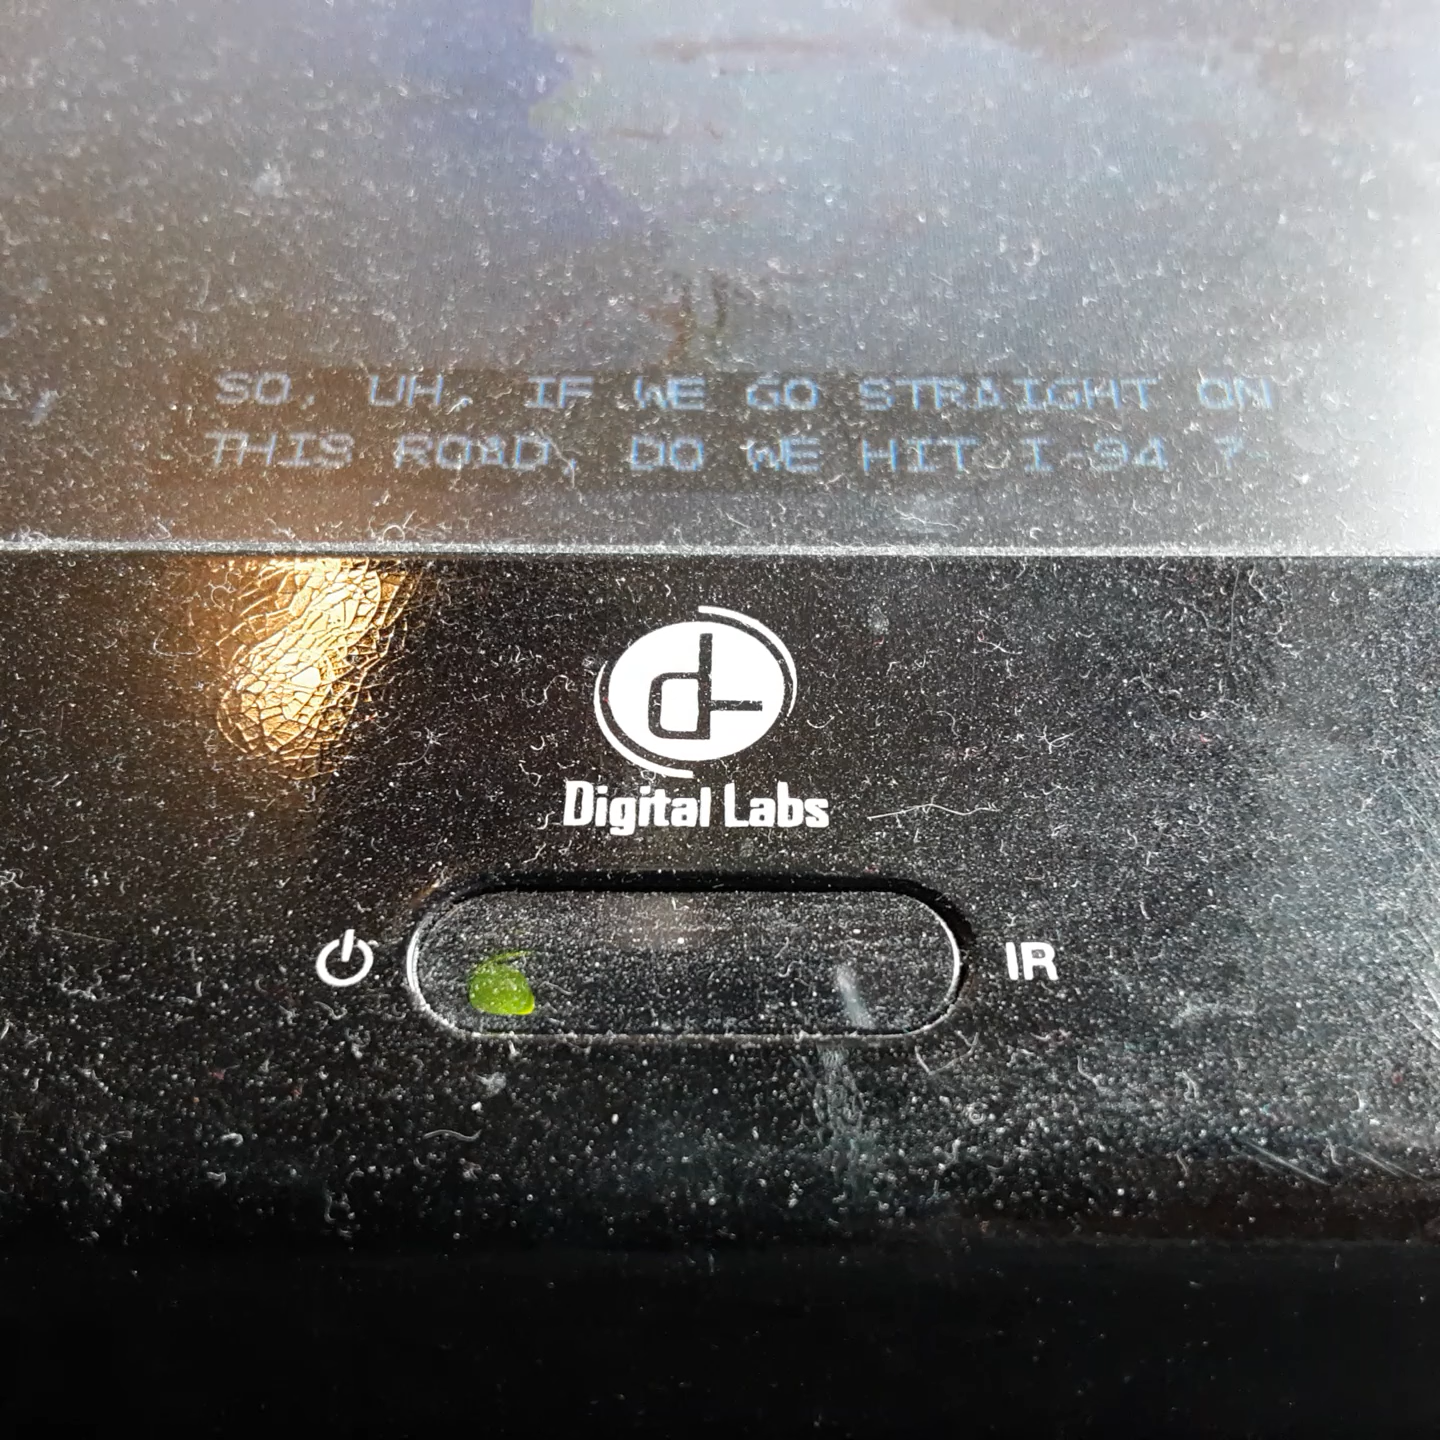 SO, UH, IF WE GO STRAIGHT ON
THIS ROAD, DO WE HIT I-94 ?
Digital Labs
IR